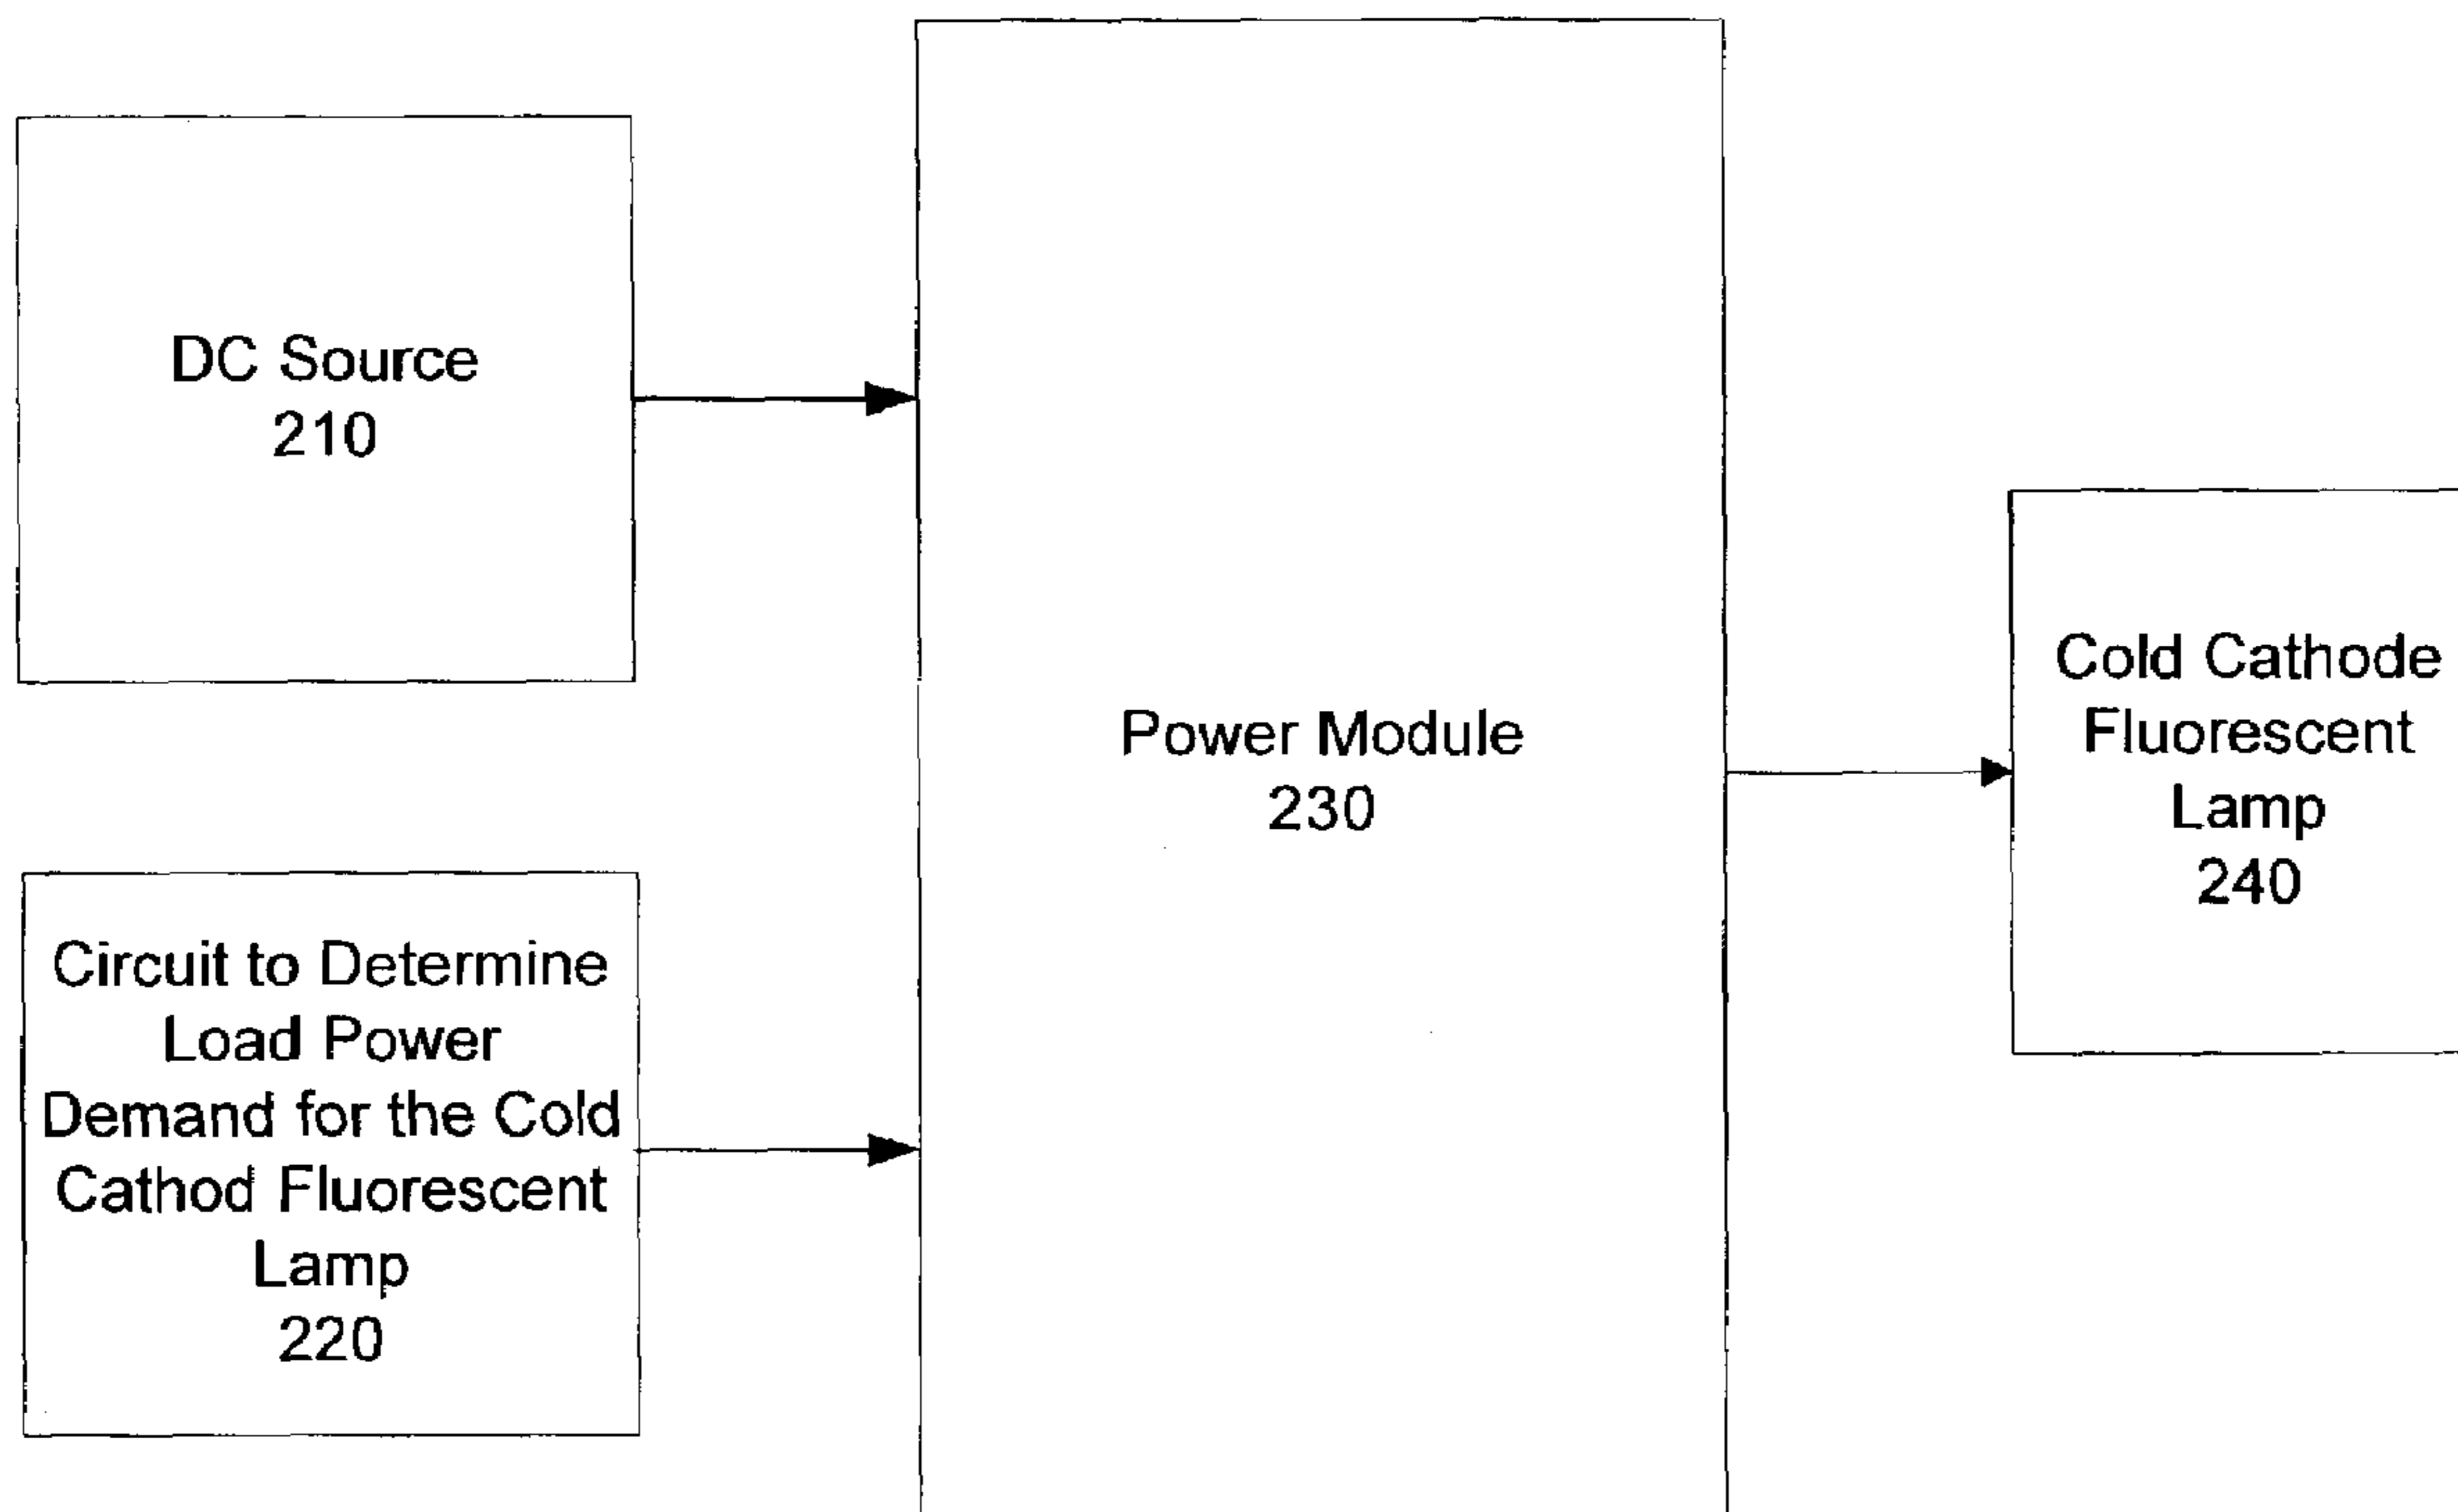 DC Source
210
Circuit to Determine
Load Power
Demand for the Cold
Cathod Fluorescent
Lamp
220
Power Module
230
Cold Cathode
Fluorescent
Lamp
240